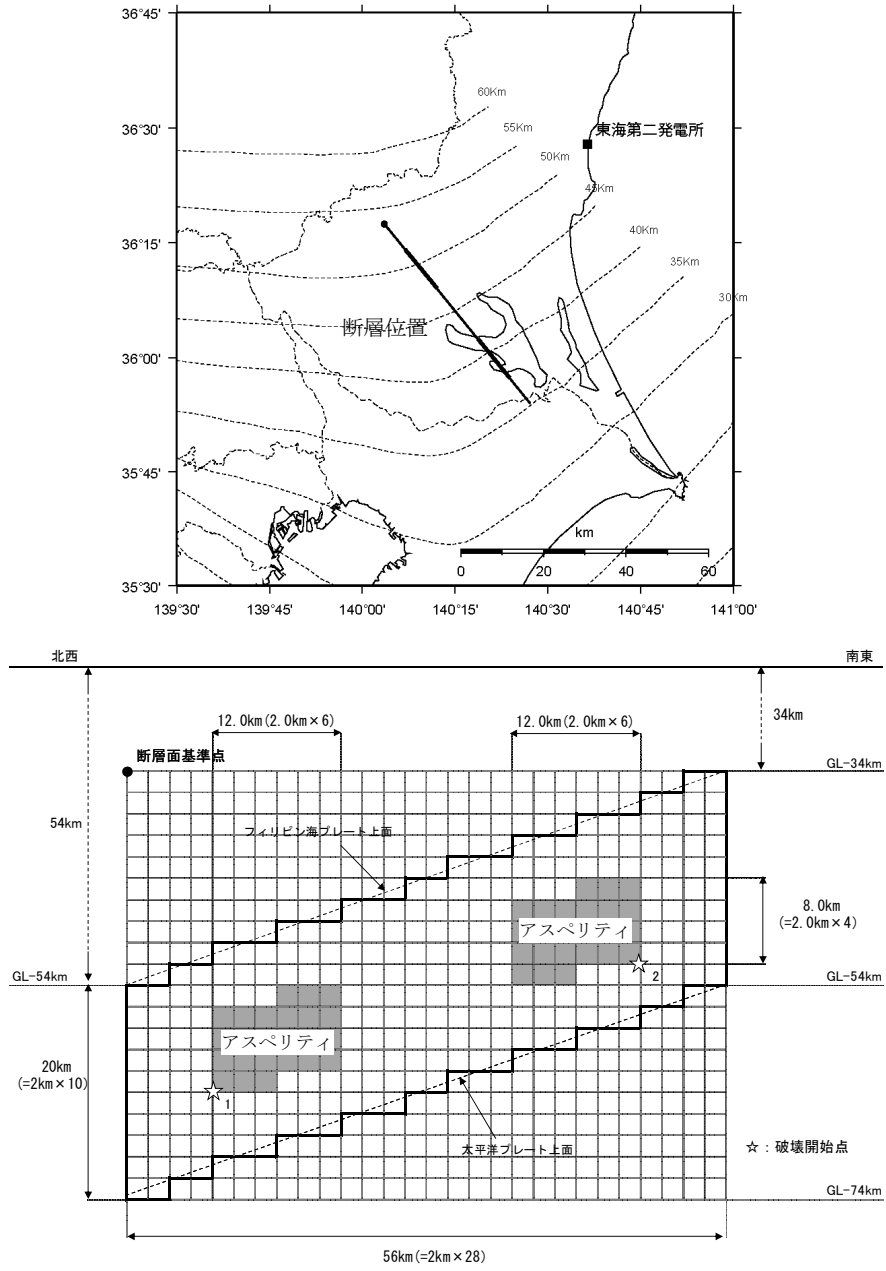 36°45'
36°30'
36°15'
36°00'
35°45'
35°30'
60Km
55Km
50Km
45Km
40Km
35Km
30Km
東海第二発電所
断層位置
km
0 20 40 60
139°30' 139°45' 140°00' 140°15' 140°30' 140°45' 141°00'
北西 南東
12.0km(2.0km×6) 12.0km(2.0km×6)
34km
断層面基準点
GL-34km
54km
フィリピン海プレート上面
8.0km
(=2.0km×4)
アスペリティ
☆2
GL-54km GL-54km
アスペリティ
20km
(=2km×10)
☆1
太平洋プレート上面
☆：破壊開始点
GL-74km
56km(=2km×28)